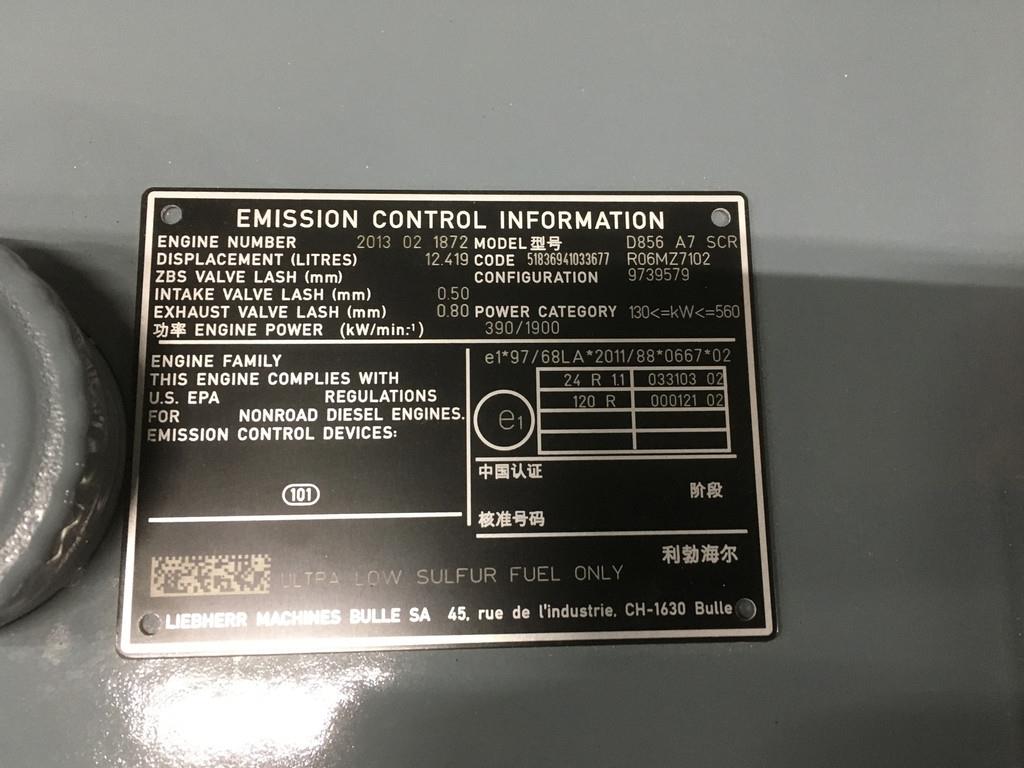 EMISSION CONTROL INFORMATION
ENGINE NUMBER 2013 02 1872 MODEL型号 D856 A7 SCR
DISPLACEMENT (LITRES) 12.419 CODE 51836941033677 R06MZ7102
ZBS VALVE LASH (mm) CONFIGURATION 9739579
INTAKE VALVE LASH (mm) 0.50
EXHAUST VALVE LASH (mm) 0.80 POWER CATEGORY 130<=kW<=560
功率 ENGINE POWER (kW/min:¹) 390/1900
ENGINE FAMILY
THIS ENGINE COMPLIES WITH
U.S. EPA REGULATIONS
FOR NONROAD DIESEL ENGINES.
EMISSION CONTROL DEVICES:
101
e1*97/68LA*2011/88*0667*02
24 R 1.1 033103 02
120 R 000121 02
e1
中国认证
阶段
核准号码
利勃海尔
ULTRA LOW SULFUR FUEL ONLY
LIEBHERR MACHINES BULLE SA 45, rue de l'industrie, CH-1630 Bulle